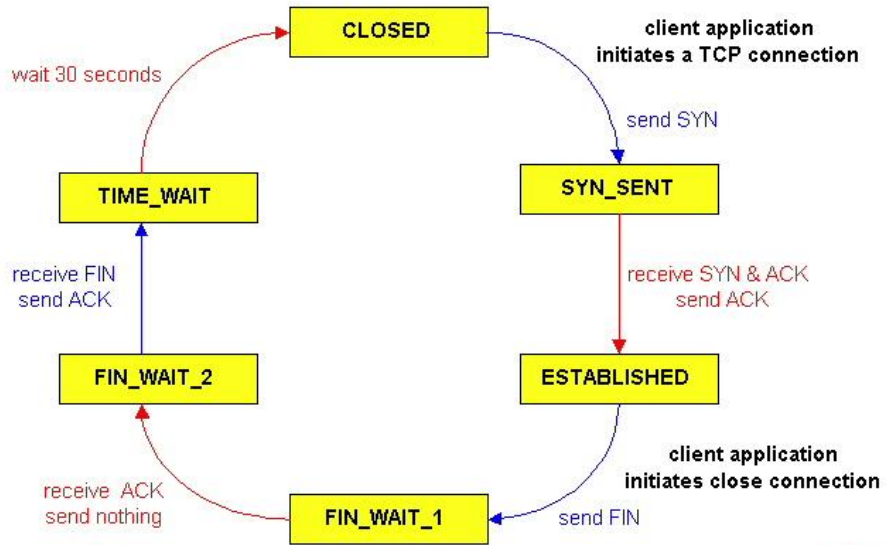 CLOSED
client application
initiates a TCP connection
wait 30 seconds
send SYN
TIME_WAIT
SYN_SENT
receive FIN
send ACK
receive SYN & ACK
send ACK
FIN_WAIT_2
ESTABLISHED
client application
initiates close connection
receive ACK
send nothing
FIN_WAIT_1
send FIN